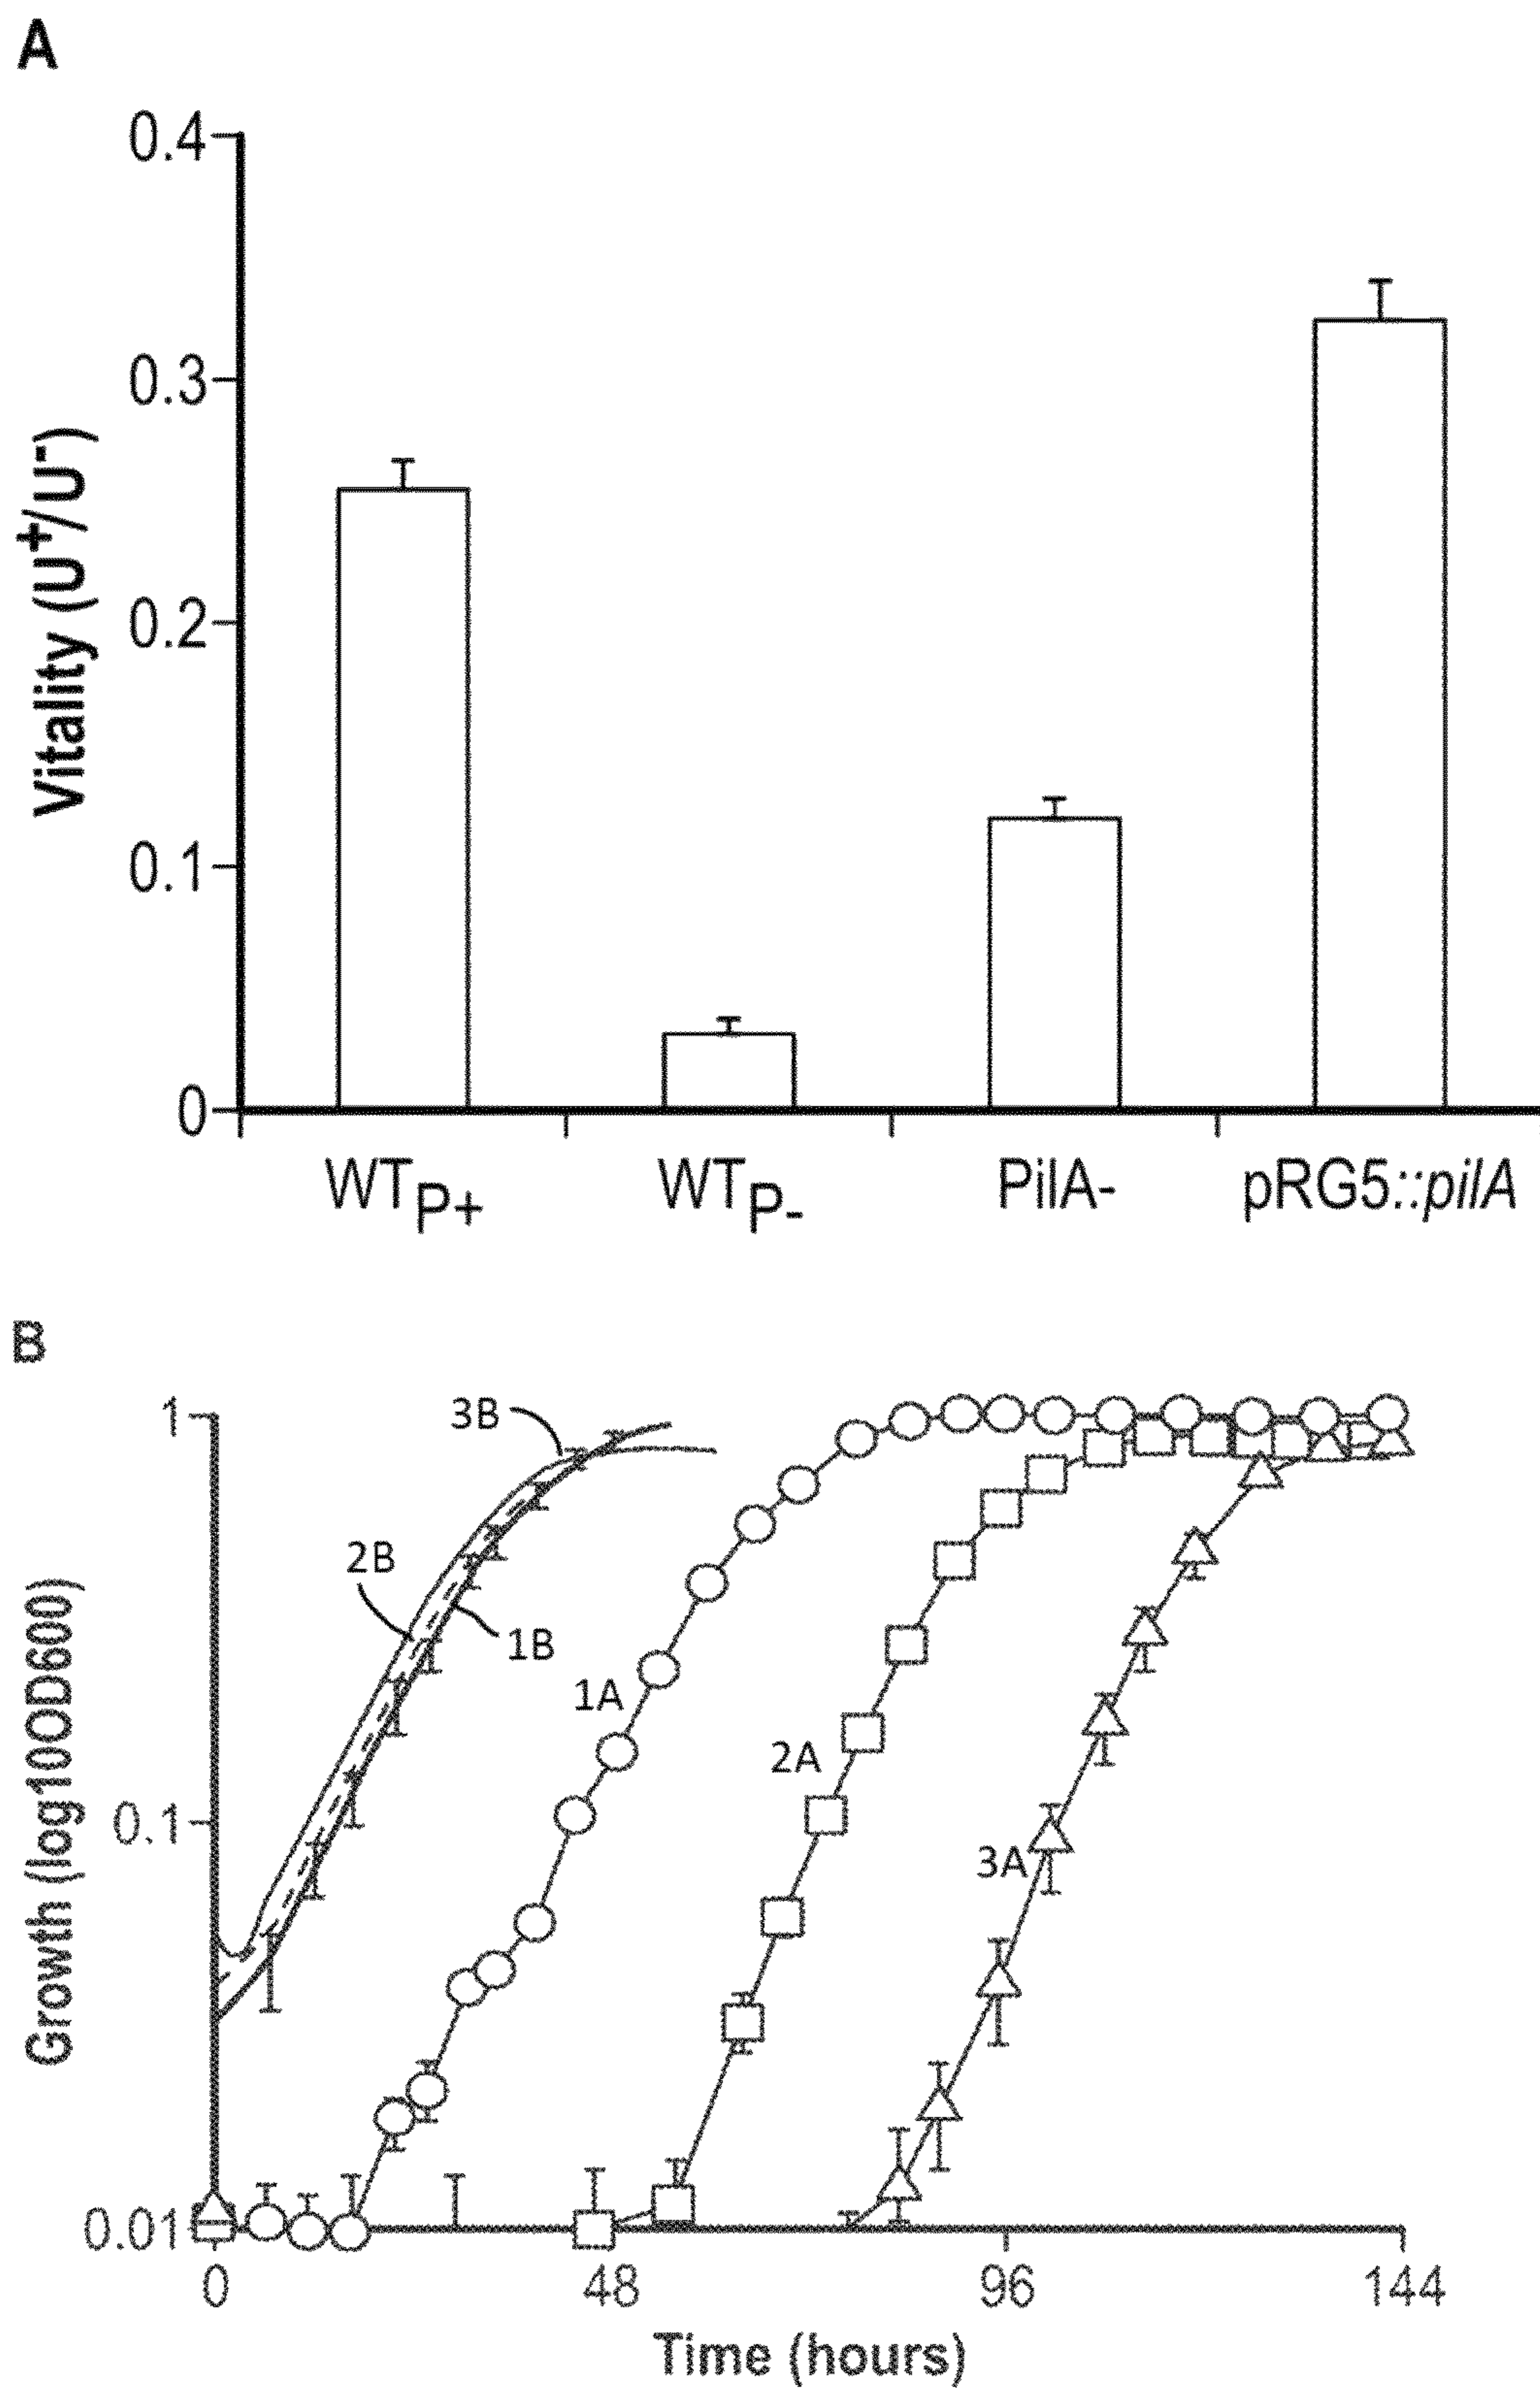 A
0.4
0.3
0.2
0.1
0
Vitality (U+/U-)
WTP+ WTP- PilA- pRG5::pilA
B
1
0.1
0.01
Growth (log10OD600)
3B
2B
1B
1A
2A
3A
0 48 96 144
Time (hours)